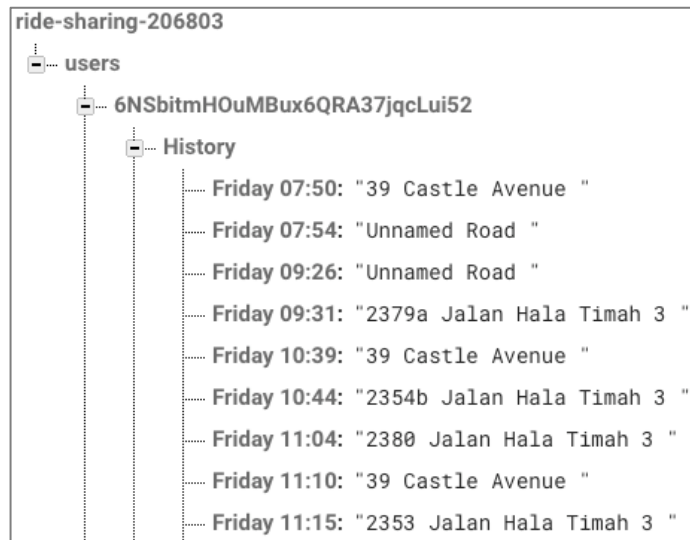 ride-sharing-206803
users
6NSbitmHOuMBux6QRA37jqcLui52
History
Friday 07:50: "39 Castle Avenue "
Friday 07:54: "Unnamed Road "
Friday 09:26: "Unnamed Road "
Friday 09:31: "2379a Jalan Hala Timah 3 "
Friday 10:39: "39 Castle Avenue "
Friday 10:44: "2354b Jalan Hala Timah 3 "
Friday 11:04: "2380 Jalan Hala Timah 3 "
Friday 11:10: "39 Castle Avenue "
Friday 11:15: "2353 Jalan Hala Timah 3 "